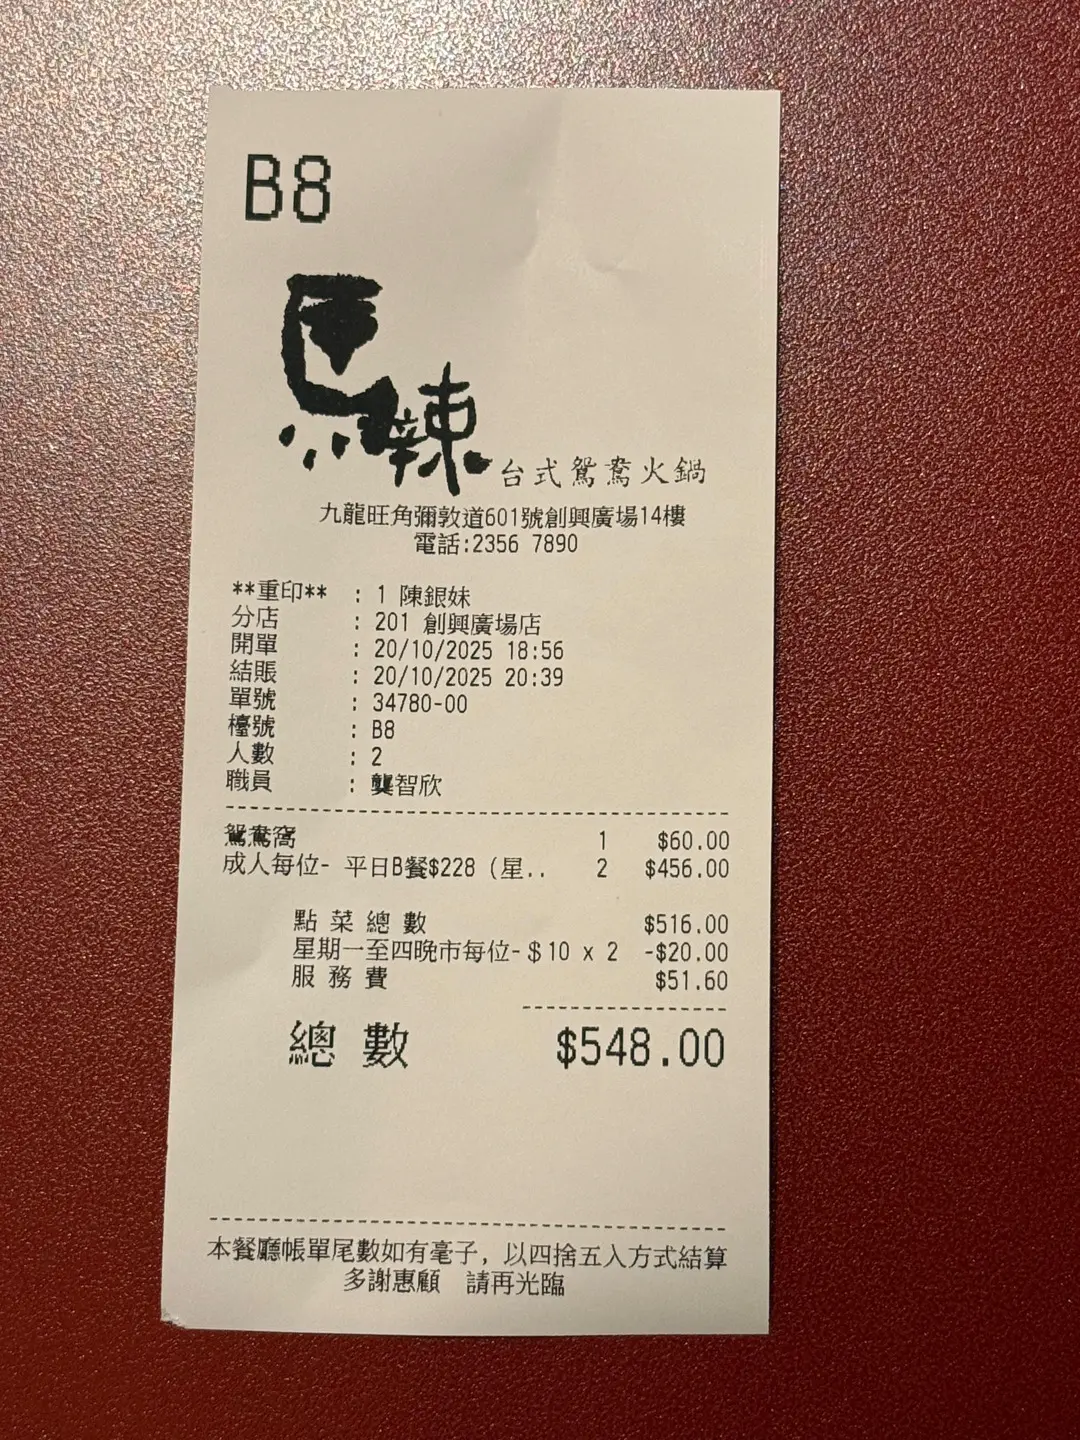 B8
馬辣
台式鴛鴦火鍋
九龍旺角彌敦道601號創興廣場14樓
電話:2356 7890
**重印** : 1 陳銀妹
分店 : 201 創興廣場店
開單 : 20/10/2025 18:56
結賬 : 20/10/2025 20:39
單號 : 34780-00
檯號 : B8
人數 : 2
職員 : 龔智欣
鴛鴦窩 1 $60.00
成人每位- 平日B餐$228 (星.. 2 $456.00
點菜總數 $516.00
星期一至四晚市每位-$10 x 2 -$20.00
服務費 $51.60
總數 $548.00
本餐廳帳單尾數如有毫子, 以四捨五入方式結算
多謝惠顧 請再光臨